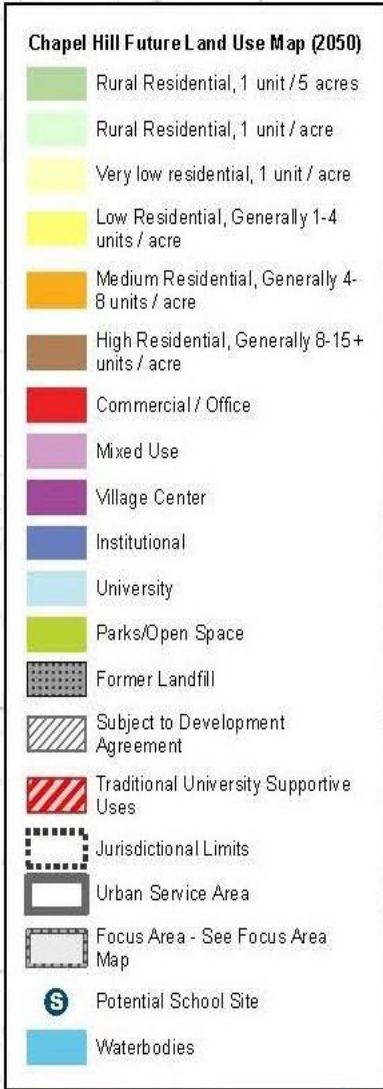 Chapel Hill Future Land Use Map (2050)
Rural Residential, 1 unit / 5 acres
Rural Residential, 1 unit / acre
Very low residential, 1 unit / acre
Low Residential, Generally 1-4
units / acre
Medium Residential, Generally 4-
8 units / acre
High Residential, Generally 8-15+
units / acre
Commercial / Office
Mixed Use
Village Center
Institutional
University
Parks/Open Space
Former Landfill
Subject to Development
Agreement
Traditional University Supportive
Uses
Jurisdictional Limits
Urban Service Area
Focus Area - See Focus Area
Map
S Potential School Site
Waterbodies